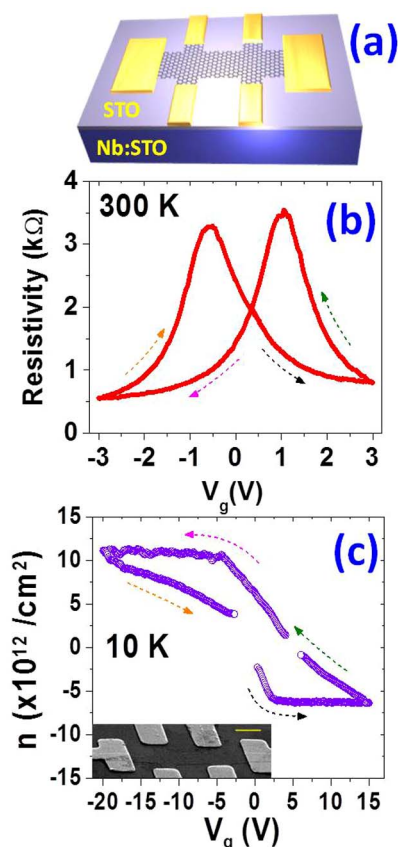 (a)
STO
Nb:STO
300 K
(b)
Resistivity (kΩ)
4
3
2
1
0
-3 -2 -1 0 1 2 3
V_g(V)
(c)
10 K
n (x10^12 /cm^2)
15
10
5
0
-5
-10
-15
-20 -15 -10 -5 0 5 10 15
V_g (V)